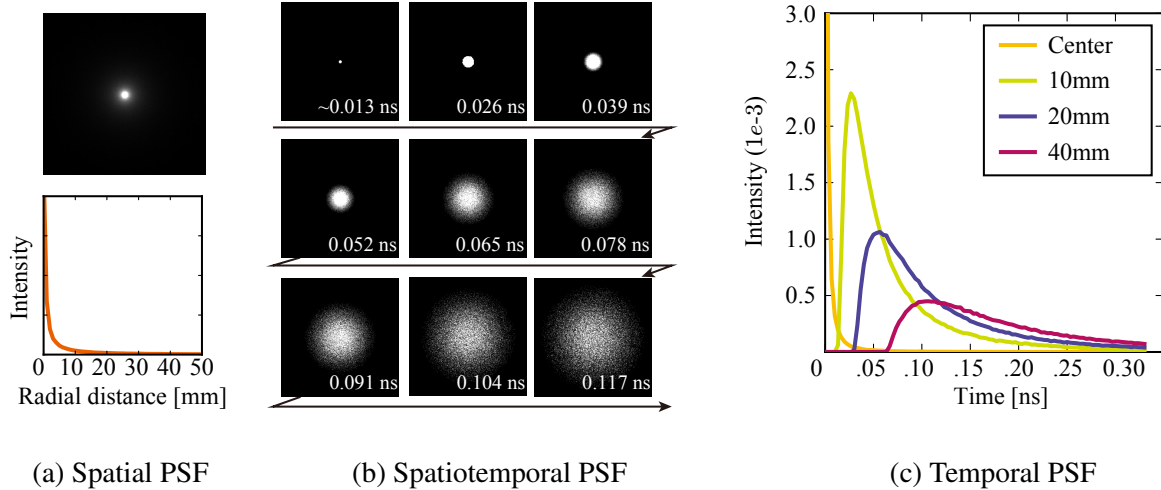 Intensity
0 10 20 30 40 50
Radial distance [mm]
(a) Spatial PSF
~0.013 ns
0.026 ns
0.039 ns
0.052 ns
0.065 ns
0.078 ns
0.091 ns
0.104 ns
0.117 ns
(b) Spatiotemporal PSF
3.0
2.5
2.0
1.5
1.0
0.5
Intensity (1e-3)
Center
10mm
20mm
40mm
0 .05 .10 .15 .20 .25 0.30
Time [ns]
(c) Temporal PSF